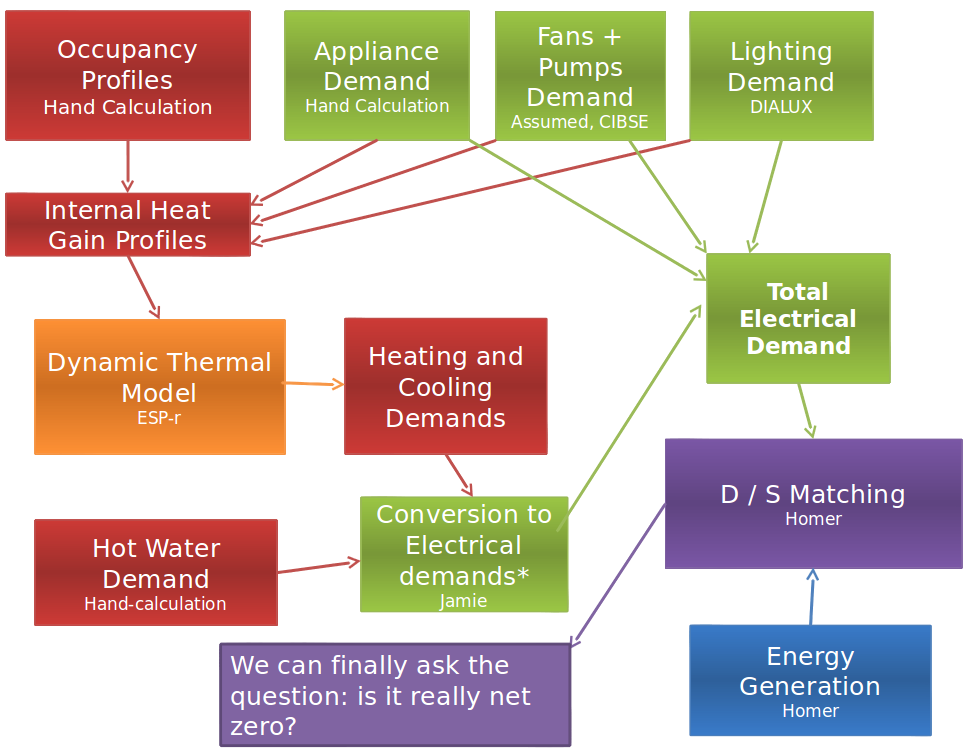 Occupancy
Profiles
Hand Calculation
Appliance
Demand
Hand Calculation
Fans +
Pumps
Demand
Assumed, CIBSE
Lighting
Demand
DIALUX
Internal Heat
Gain Profiles
Total
Electrical
Demand
Dynamic Thermal
Model
ESP-r
Heating and
Cooling
Demands
D / S Matching
Homer
Conversion to
Electrical
demands*
Jamie
Hot Water
Demand
Hand-calculation
We can finally ask the
question: is it really net
zero?
Energy
Generation
Homer